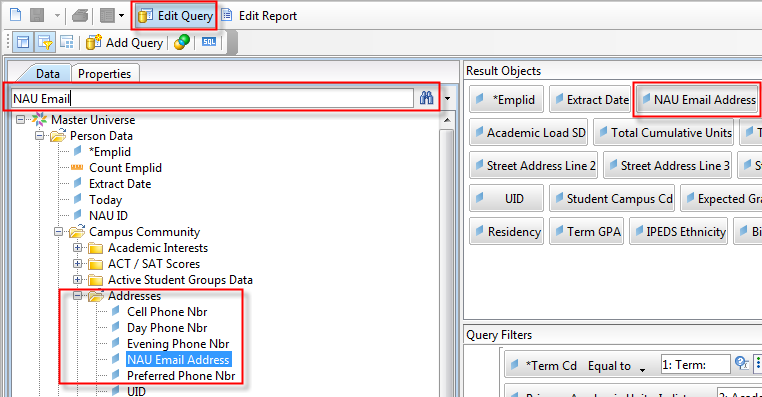 Edit Query Edit Report
Add Query SQL
Data Properties
NAU Email
Master Universe
Person Data
*Emplid
Count Emplid
Extract Date
Today
NAU ID
Campus Community
Academic Interests
ACT / SAT Scores
Active Student Groups Data
Addresses
Cell Phone Nbr
Day Phone Nbr
Evening Phone Nbr
NAU Email Address
Preferred Phone Nbr
UID
Result Objects
*Emplid Extract Date NAU Email Address
Academic Load SD Total Cumulative Units
Street Address Line 2 Street Address Line 3
UID Student Campus Cd Expected Gra
Residency Term GPA IPEDS Ethnicity Bi
Query Filters
*Term Cd Equal to 1: Term: